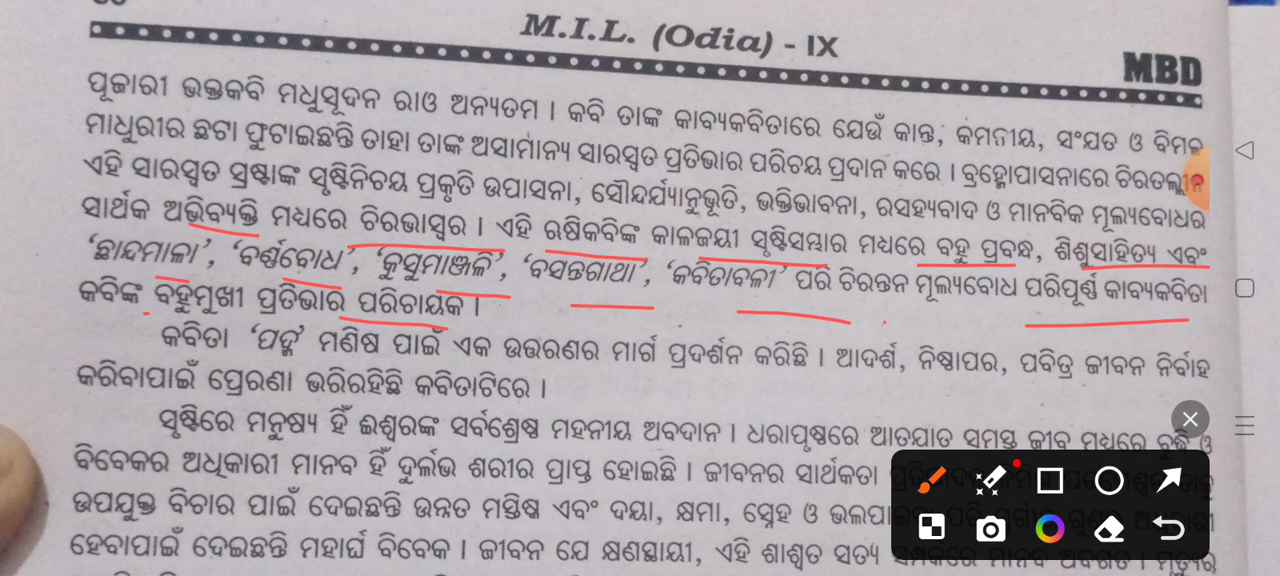 M.I.L. (Odia) - IX
MBD
ପୂଜାରୀ ଭକ୍ତକବି ମଧୁସୂଦନ ରାଓ ଅନ୍ୟତମ । କବି ତାଙ୍କ କାବ୍ୟକବିତାରେ ଯେଉଁ କାନ୍ତ, କମନୀୟ, ସଂଯତ ଓ ବିମଳ
ମାଧୁରୀର ଛଟା ଫୁଟାଇଛନ୍ତି ତାହା ତାଙ୍କ ଅସାମାନ୍ୟ ସାରସ୍ୱତ ପ୍ରତିଭାର ପରିଚୟ ପ୍ରଦାନ କରେ । ବ୍ରହ୍ମୋପାସନାରେ ଚିରତଲ୍ଲୀନ
ଏହି ସାରସ୍ୱତ ସ୍ରଷ୍ଟାଙ୍କ ସୃଷ୍ଟିନିଚୟ ପ୍ରକୃତି ଉପାସନା, ସୌନ୍ଦର୍ଯ୍ୟାନୁଭୂତି, ଭକ୍ତିଭାବନା, ରସହ୍ୟବାଦ ଓ ମାନବିକ ମୂଲ୍ୟବୋଧର
ସାର୍ଥକ ଅଭିବ୍ୟକ୍ତି ମଧ୍ୟରେ ଚିରଭାସ୍ୱର । ଏହି ଋଷିକବିଙ୍କ କାଳଜୟୀ ସୃଷ୍ଟିସମ୍ଭାର ମଧ୍ୟରେ ବହୁ ପ୍ରବନ୍ଧ, ଶିଶୁସାହିତ୍ୟ ଏବଂ
‘ଛାନ୍ଦମାଳା’, ‘ବର୍ଣ୍ଣବୋଧ’, ‘କୁସୁମାଞ୍ଜଳି’, ‘ବସନ୍ତଗାଥା’, ‘କବିତାବଳୀ’ ପରି ଚିରନ୍ତନ ମୂଲ୍ୟବୋଧ ପରିପୂର୍ଣ୍ଣ କାବ୍ୟକବିତା
କବିଙ୍କ ବହୁମୁଖୀ ପ୍ରତିଭାର ପରିଚାୟକ ।
କବିତା ‘ପଦ୍ମ’ ମଣିଷ ପାଇଁ ଏକ ଉତ୍ତରଣର ମାର୍ଗ ପ୍ରଦର୍ଶନ କରିଛି । ଆଦର୍ଶ, ନିଷ୍ଠାପର, ପବିତ୍ର ଜୀବନ ନିର୍ବାହ
କରିବାପାଇଁ ପ୍ରେରଣା ଭରିରହିଛି କବିତାଟିରେ ।
ସୃଷ୍ଟିରେ ମନୁଷ୍ୟ ହିଁ ଈଶ୍ୱରଙ୍କ ସର୍ବଶ୍ରେଷ୍ଠ ମହନୀୟ ଅବଦାନ । ଧରାପୃଷ୍ଠରେ ଆତଯାତ ସମସ୍ତ ଜୀବ ମଧ୍ୟରେ ବୁଦ୍ଧି ଓ
ବିବେକର ଅଧିକାରୀ ମାନବ ହିଁ ଦୁର୍ଲଭ ଶରୀର ପ୍ରାପ୍ତ ହୋଇଛି । ଜୀବନର ସାର୍ଥକତା
ଉପଯୁକ୍ତ ବିଚାର ପାଇଁ ଦେଇଛନ୍ତି ଉନ୍ନତ ମସ୍ତିଷ୍କ ଏବଂ ଦୟା, କ୍ଷମା, ସ୍ନେହ ଓ
ହେବାପାଇଁ ଦେଇଛନ୍ତି ମହାର୍ଘ ବିବେକ । ଜୀବନ ଯେ କ୍ଷଣସ୍ଥାୟୀ, ଏହି ଶାଶ୍ୱତ ସତ୍ୟ